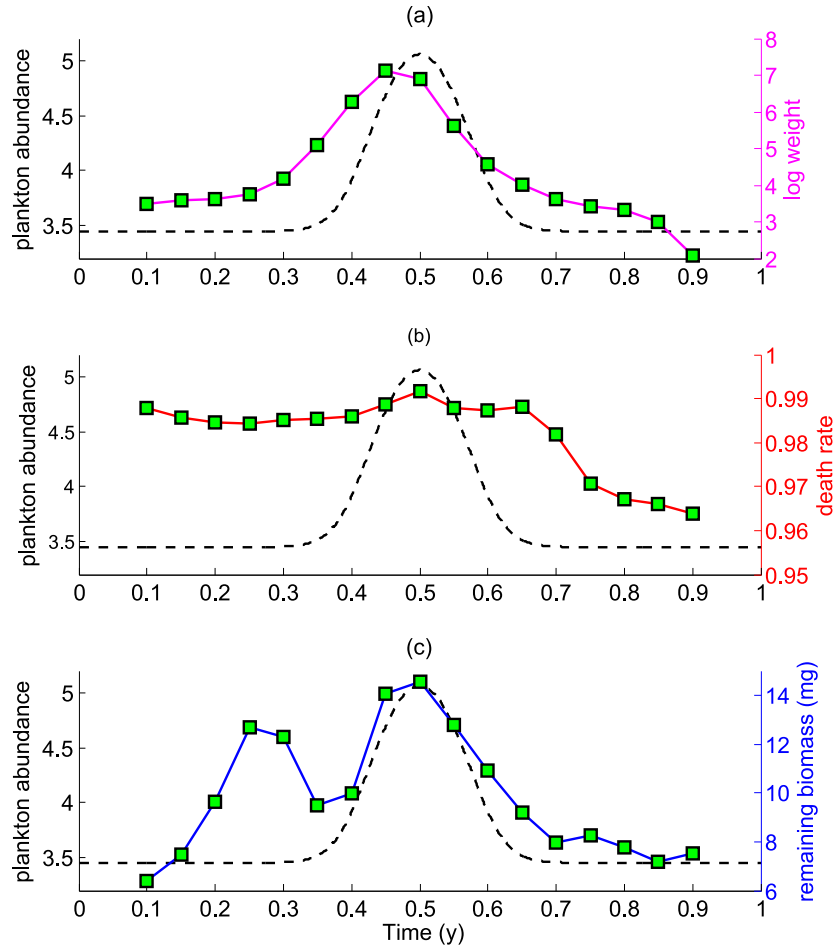 (a)
plankton abundance
5
4.5
4
3.5
8
7
6
5
4
3
2
log weight
0 0.1 0.2 0.3 0.4 0.5 0.6 0.7 0.8 0.9 1
(b)
plankton abundance
5
4.5
4
3.5
1
0.99
0.98
0.97
0.96
0.95
death rate
0 0.1 0.2 0.3 0.4 0.5 0.6 0.7 0.8 0.9 1
(c)
plankton abundance
5
4.5
4
3.5
14
12
10
8
6
remaining biomass (mg)
0 0.1 0.2 0.3 0.4 0.5 0.6 0.7 0.8 0.9 1
Time (y)